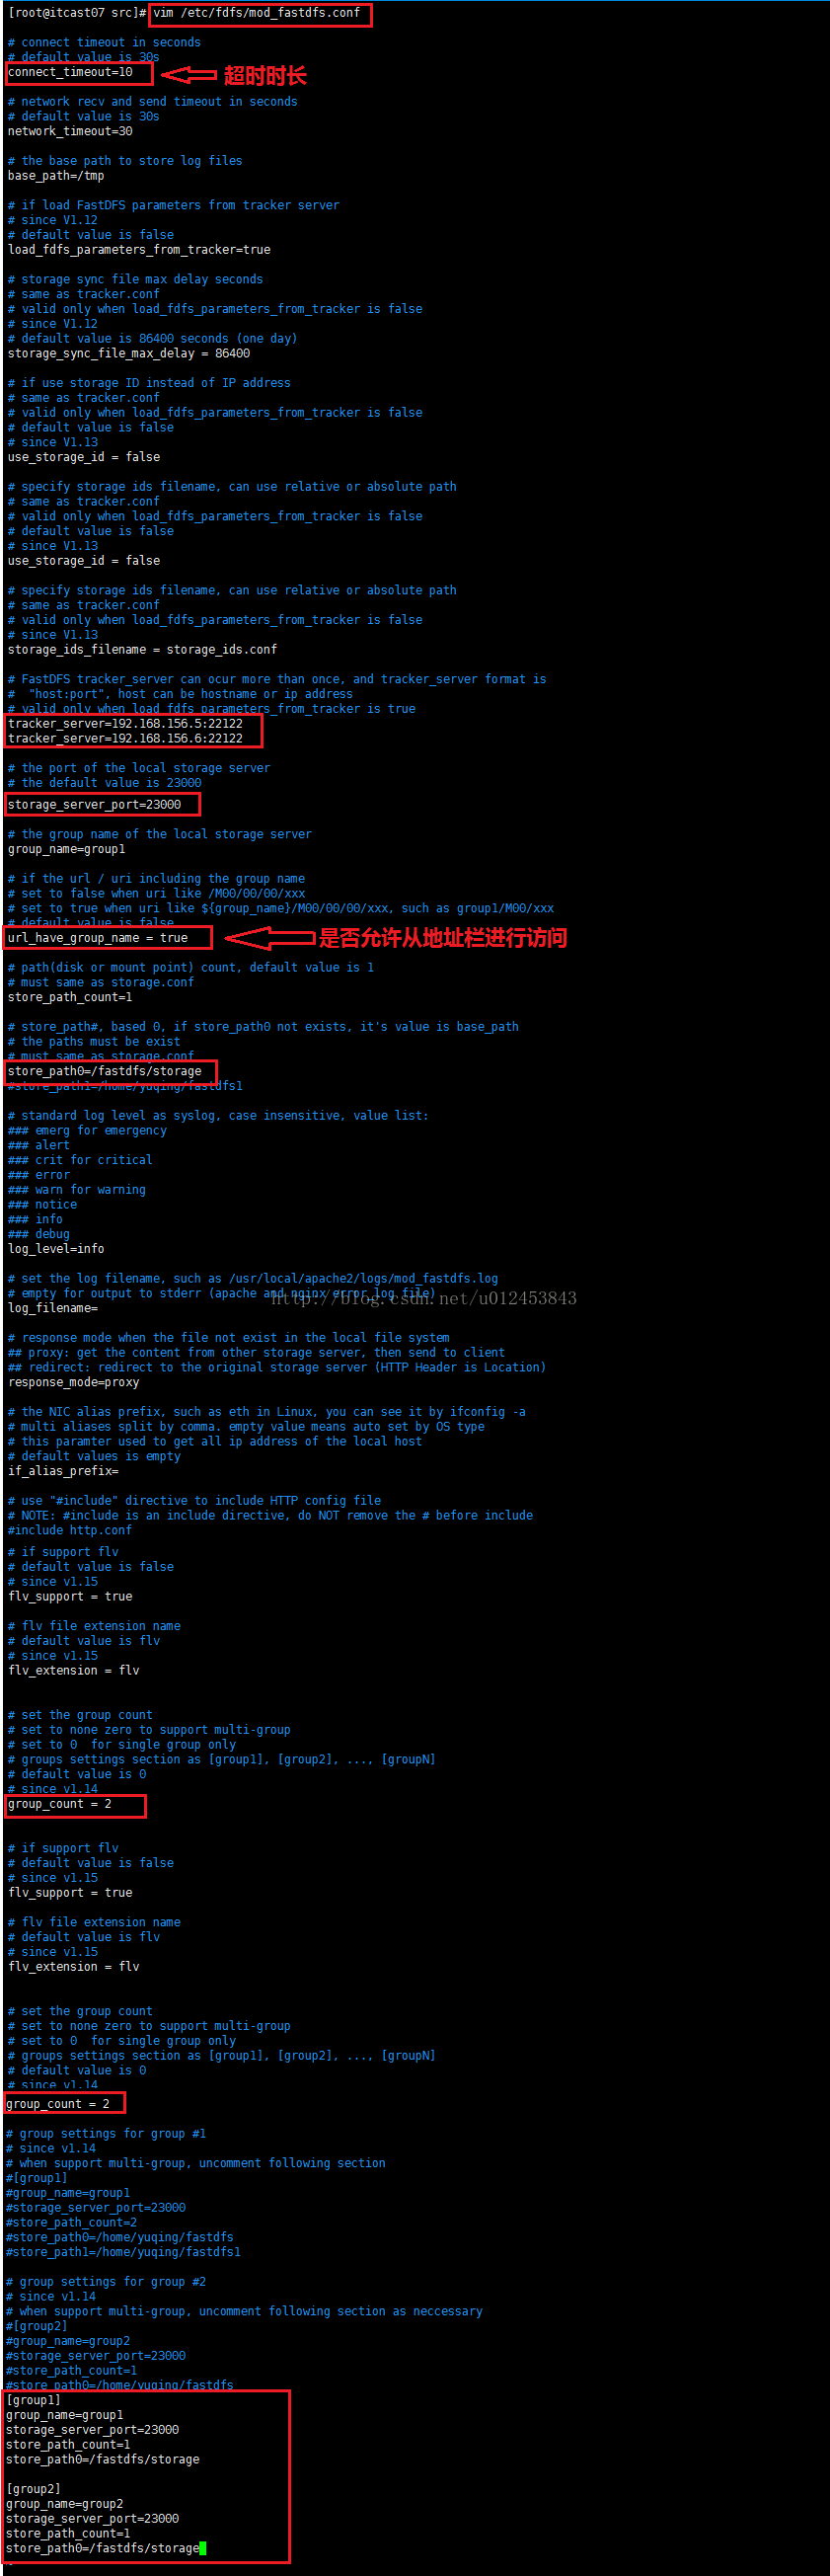 [root@itcast07 src]# vim /etc/fdfs/mod_fastdfs.conf
# connect timeout in seconds
# default value is 30s
connect_timeout=10 超时时长
# network recv and send timeout in seconds
# default value is 30s
network_timeout=30
# the base path to store log files
base_path=/tmp
# if load FastDFS parameters from tracker server
# since V1.12
# default value is false
load_fdfs_parameters_from_tracker=true
# storage sync file max delay seconds
# same as tracker.conf
# valid only when load_fdfs_parameters_from_tracker is false
# since V1.12
# default value is 86400 seconds (one day)
storage_sync_file_max_delay = 86400
# if use storage ID instead of IP address
# same as tracker.conf
# valid only when load_fdfs_parameters_from_tracker is false
# default value is false
# since V1.13
use_storage_id = false
# specify storage ids filename, can use relative or absolute path
# same as tracker.conf
# valid only when load_fdfs_parameters_from_tracker is false
# default value is false
# since V1.13
use_storage_id = false
# specify storage ids filename, can use relative or absolute path
# same as tracker.conf
# valid only when load_fdfs_parameters_from_tracker is false
# since V1.13
storage_ids_filename = storage_ids.conf
# FastDFS tracker_server can ocur more than once, and tracker_server format is
#  "host:port", host can be hostname or ip address
# valid only when load_fdfs_parameters_from_tracker is true
tracker_server=192.168.156.5:22122
tracker_server=192.168.156.6:22122
# the port of the local storage server
# the default value is 23000
storage_server_port=23000
# the group name of the local storage server
group_name=group1
# if the url / uri including the group name
# set to false when uri like /M00/00/00/xxx
# set to true when uri like ${group_name}/M00/00/00/xxx, such as group1/M00/xxx
# default value is false
url_have_group_name = true 是否允许从地址栏进行访问
# path(disk or mount point) count, default value is 1
# must same as storage.conf
store_path_count=1
# store_path#, based 0, if store_path0 not exists, it's value is base_path
# the paths must be exist
# must same as storage.conf
store_path0=/fastdfs/storage
#store_path1=/home/yuqing/fastdfs1
# standard log level as syslog, case insensitive, value list:
### emerg for emergency
### alert
### crit for critical
### error
### warn for warning
### notice
### info
### debug
log_level=info
# set the log filename, such as /usr/local/apache2/logs/mod_fastdfs.log
# empty for output to stderr (apache and nginx error_log file)
http://blog.csdn.net/u012453843
log_filename=
# response mode when the file not exist in the local file system
## proxy: get the content from other storage server, then send to client
## redirect: redirect to the original storage server (HTTP Header is Location)
response_mode=proxy
# the NIC alias prefix, such as eth in Linux, you can see it by ifconfig -a
# multi aliases split by comma. empty value means auto set by OS type
# this paramter used to get all ip address of the local host
# default values is empty
if_alias_prefix=
# use "#include" directive to include HTTP config file
# NOTE: #include is an include directive, do NOT remove the # before include
#include http.conf
# if support flv
# default value is false
# since v1.15
flv_support = true
# flv file extension name
# default value is flv
# since v1.15
flv_extension = flv
# set the group count
# set to none zero to support multi-group
# set to 0  for single group only
# groups settings section as [group1], [group2], ..., [groupN]
# default value is 0
# since v1.14
group_count = 2
# if support flv
# default value is false
# since v1.15
flv_support = true
# flv file extension name
# default value is flv
# since v1.15
flv_extension = flv
# set the group count
# set to none zero to support multi-group
# set to 0  for single group only
# groups settings section as [group1], [group2], ..., [groupN]
# default value is 0
# since v1.14
group_count = 2
# group settings for group #1
# since v1.14
# when support multi-group, uncomment following section
#[group1]
#group_name=group1
#storage_server_port=23000
#store_path_count=2
#store_path0=/home/yuqing/fastdfs
#store_path1=/home/yuqing/fastdfs1
# group settings for group #2
# since v1.14
# when support multi-group, uncomment following section as neccessary
#[group2]
#group_name=group2
#storage_server_port=23000
#store_path_count=1
#store_path0=/home/yuqing/fastdfs
[group1]
group_name=group1
storage_server_port=23000
store_path_count=1
store_path0=/fastdfs/storage
[group2]
group_name=group2
storage_server_port=23000
store_path_count=1
store_path0=/fastdfs/storage